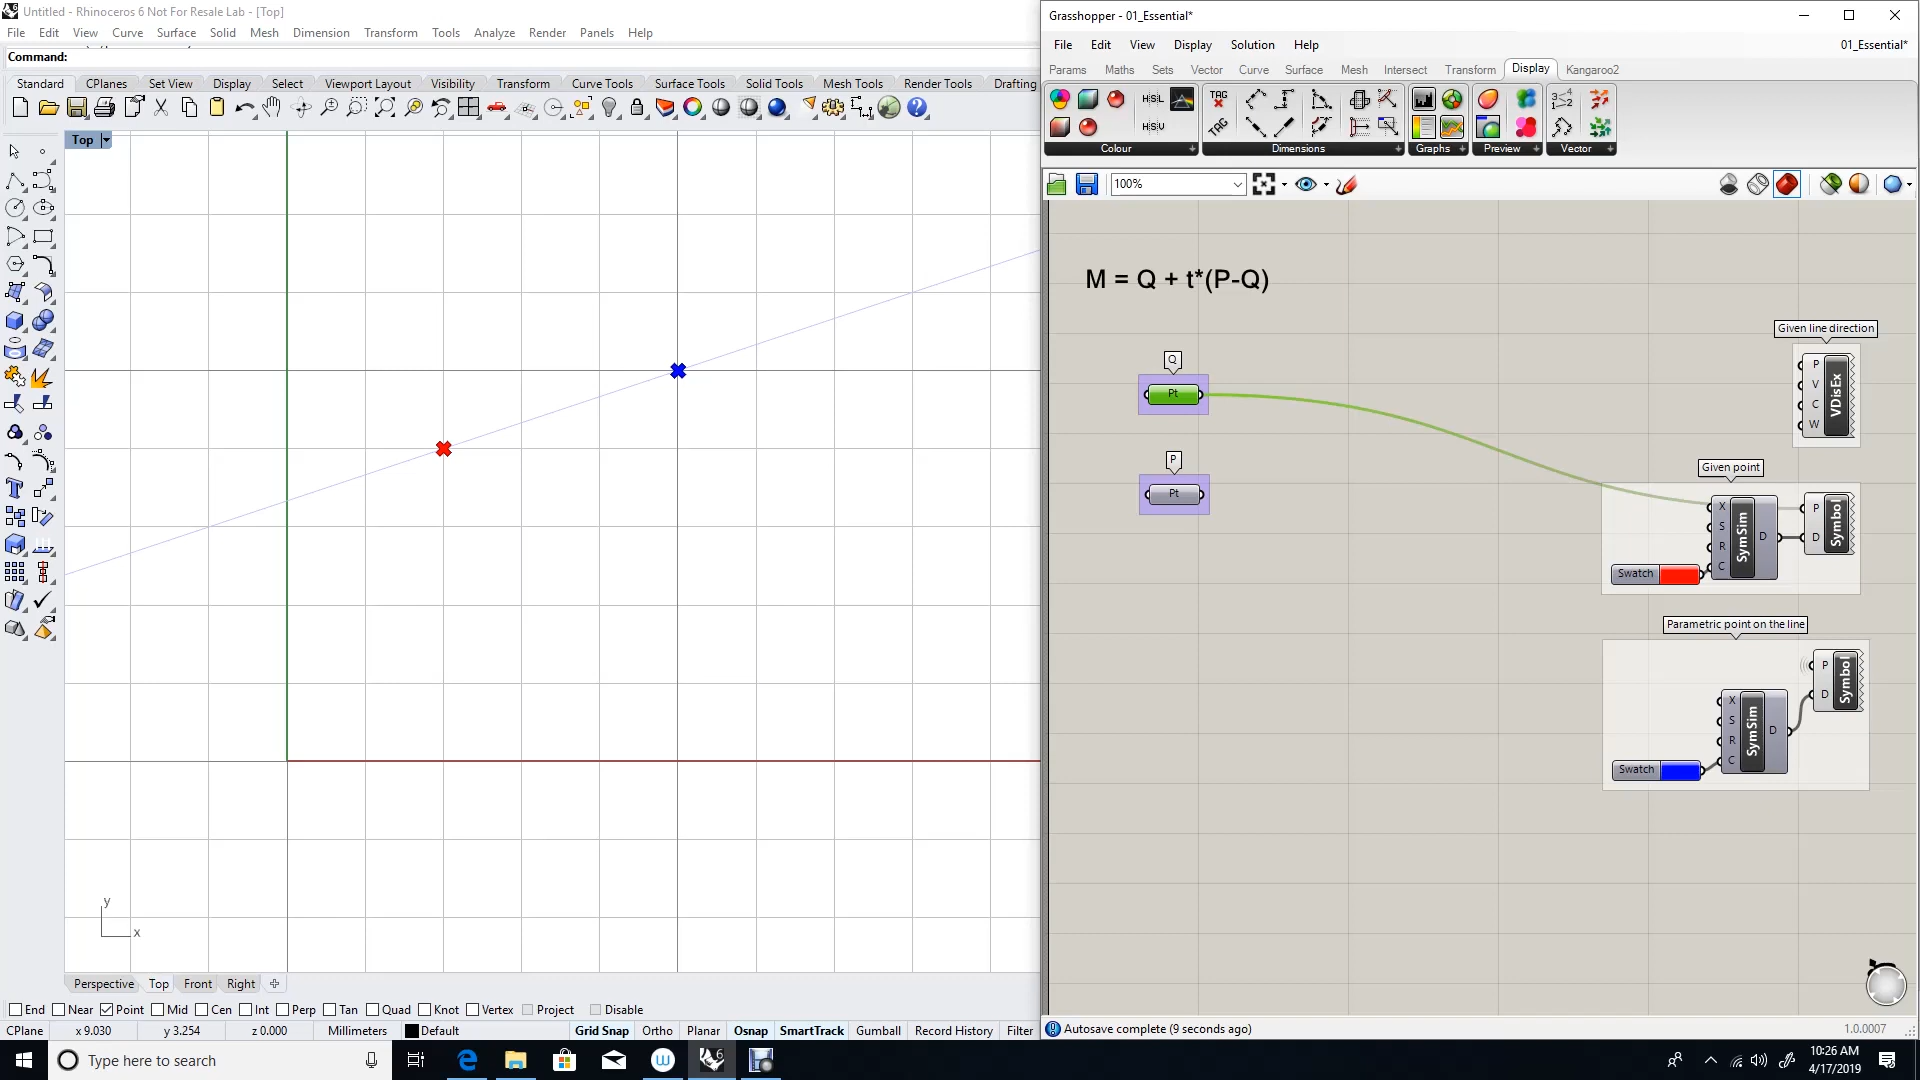 Untitled - Rhinoceros 6 Not For Resale Lab - [Top]
File Edit View Curve Surface Solid Mesh Dimension Transform Tools Analyze Render Panels Help
Command:
Standard CPlanes Set View Display Select Viewport Layout Visibility Transform Curve Tools Surface Tools Solid Tools Mesh Tools Render Tools Drafting
Top
y
x
Perspective Top Front Right
End Near Point Mid Cen Int Perp Tan Quad Knot Vertex Project Disable
CPlane x 9.030 y 3.254 z 0.000 Millimeters Default Grid Snap Ortho Planar Osnap SmartTrack Gumball Record History Filter
Grasshopper - 01_Essential*
File Edit View Display Solution Help 01_Essential*
Params Maths Sets Vector Curve Surface Mesh Intersect Transform Display Kangaroo2
H:S:L
TAG
H:S:V
TAG
Colour Dimensions Graphs Preview Vector
100%
M = Q + t*(P-Q)
Given line direction
Q
Pt
P
V
C
W
VDisEx
P
Pt
Given point
X
S
R
C
SymSim
D
P
D
Symbol
Swatch
Parametric point on the line
P
D
Symbol
X
S
R
C
SymSim
D
Swatch
Autosave complete (9 seconds ago) 1.0.0007
Type here to search
10:26 AM
4/17/2019